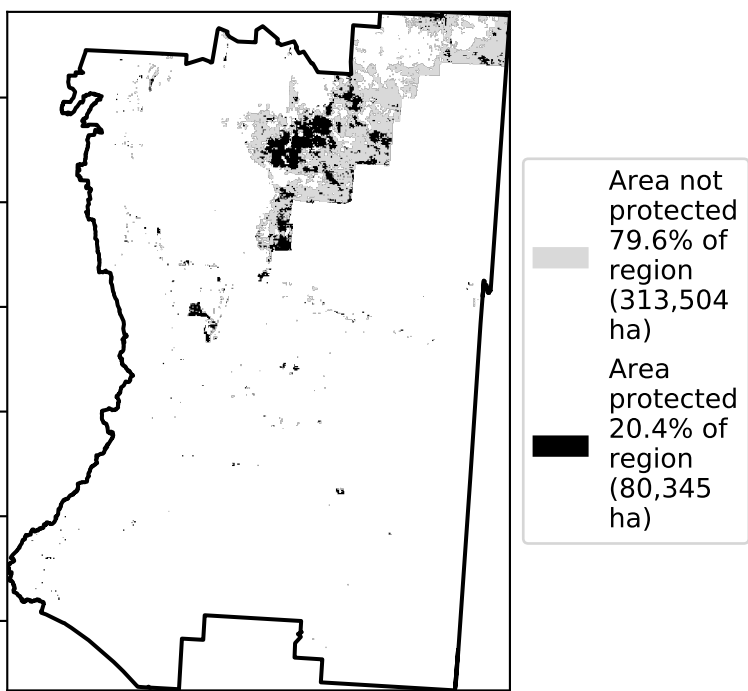 Area not
protected
79.6% of
region
(313,504
ha)
Area
protected
20.4% of
region
(80,345
ha)